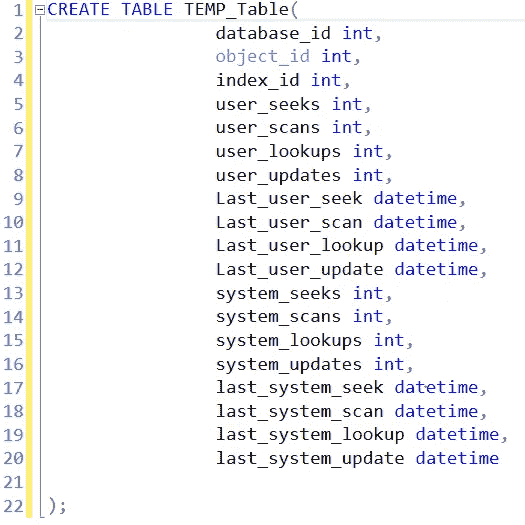 1 CREATE TABLE TEMP_Table(
2 database_id int,
3 object_id int,
4 index_id int,
5 user_seeks int,
6 user_scans int,
7 user_lookups int,
8 user_updates int,
9 Last_user_seek datetime,
10 Last_user_scan datetime,
11 Last_user_lookup datetime,
12 Last_user_update datetime,
13 system_seeks int,
14 system_scans int,
15 system_lookups int,
16 system_updates int,
17 last_system_seek datetime,
18 last_system_scan datetime,
19 last_system_lookup datetime,
20 last_system_update datetime
21
22 );